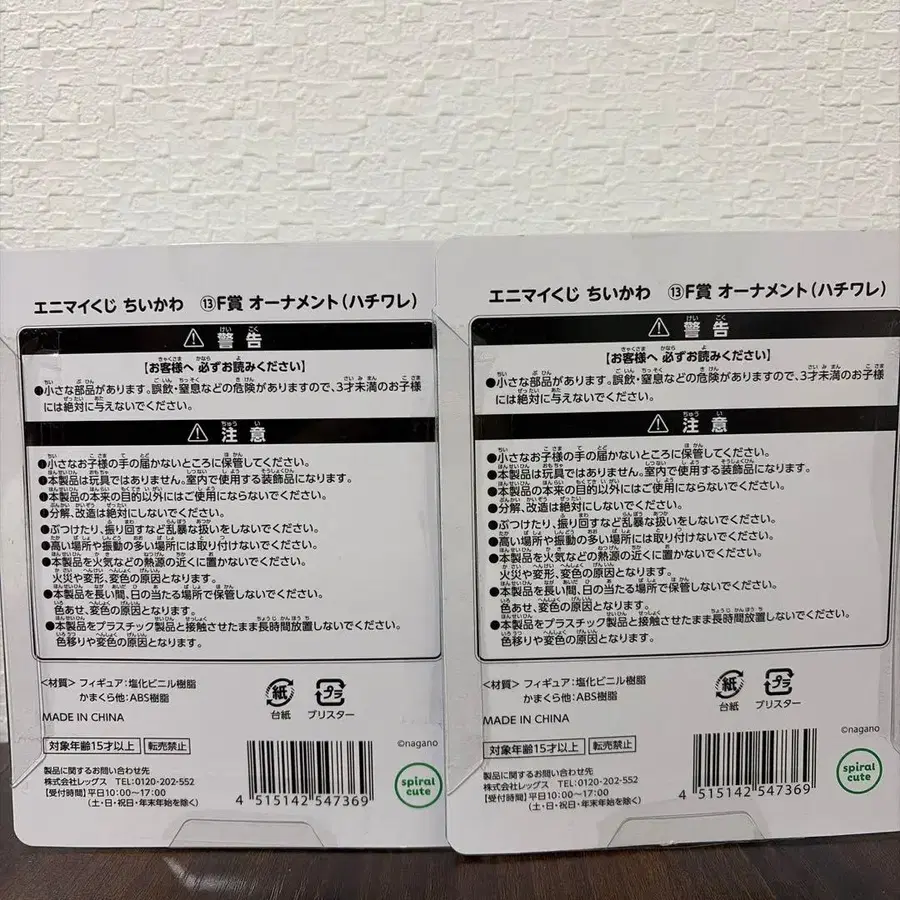 エニマイくじ ちいかわ ⑬F賞 オーナメント(ハチワレ)
⚠ 警告
【お客様へ 必ずお読みください】
●小さな部品があります。誤飲・窒息などの危険がありますので、3才未満のお子様
には絶対に与えないでください。
⚠ 注意
●小さなお子様の手の届かないところに保管してください。
●本製品は玩具ではありません。室内で使用する装飾品になります。
●本製品の本来の目的以外にはご使用にならないでください。
●分解、改造は絶対にしないでください。
●ぶつけたり、振り回すなど乱暴な扱いをしないでください。
●高い場所や振動の多い場所には取り付けないでください。
●本製品を火気などの熱源の近くに置かないでください。
火災や変形、変色の原因となります。
●本製品を長い間、日の当たる場所で保管しないでください。
色あせ、変色の原因となります。
●本製品をプラスチック製品と接触させたまま長時間放置しないでください。
色移りや変色の原因となります。
<材質> フィギュア:塩化ビニル樹脂
かまくら他:ABS樹脂
紙
台紙
プラ
ブリスター
MADE IN CHINA
©nagano
対象年齢15才以上 転売禁止
製品に関するお問い合わせ先
株式会社レッグス TEL:0120-202-552
【受付時間】平日10:00〜17:00
(土・日・祝日・年末年始を除く)
4 515142 547369
spiral
cute
エニマイくじ ちいかわ ⑬F賞 オーナメント(ハチワレ)
⚠ 警告
【お客様へ 必ずお読みください】
●小さな部品があります。誤飲・窒息などの危険がありますので、3才未満のお子様
には絶対に与えないでください。
⚠ 注意
●小さなお子様の手の届かないところに保管してください。
●本製品は玩具ではありません。室内で使用する装飾品になります。
●本製品の本来の目的以外にはご使用にならないでください。
●分解、改造は絶対にしないでください。
●ぶつけたり、振り回すなど乱暴な扱いをしないでください。
●高い場所や振動の多い場所には取り付けないでください。
●本製品を火気などの熱源の近くに置かないでください。
火災や変形、変色の原因となります。
●本製品を長い間、日の当たる場所で保管しないでください。
色あせ、変色の原因となります。
●本製品をプラスチック製品と接触させたまま長時間放置しないでください。
色移りや変色の原因となります。
<材質> フィギュア:塩化ビニル樹脂
かまくら他:ABS樹脂
紙
台紙
プラ
ブリスター
MADE IN CHINA
©nagano
対象年齢15才以上 転売禁止
製品に関するお問い合わせ先
株式会社レッグス TEL:0120-202-552
【受付時間】平日10:00〜17:00
(土・日・祝日・年末年始を除く)
4 515142 547369
spiral
cute